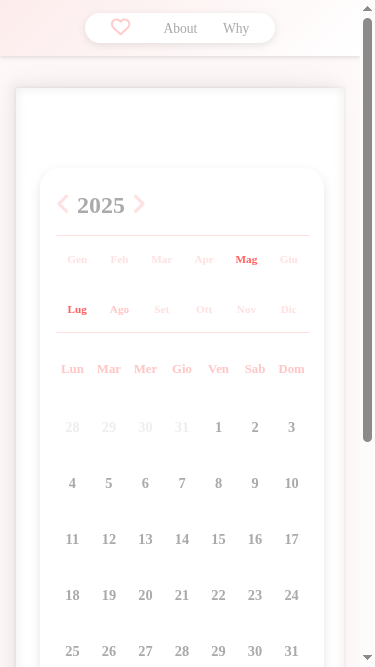 About Why
2025
Gen Feb Mar Apr Mag Giu
Lug Ago Set Ott Nov Dic
Lun Mar Mer Gio Ven Sab Dom
28 29 30 31 1 2 3
4 5 6 7 8 9 10
11 12 13 14 15 16 17
18 19 20 21 22 23 24
25 26 27 28 29 30 31